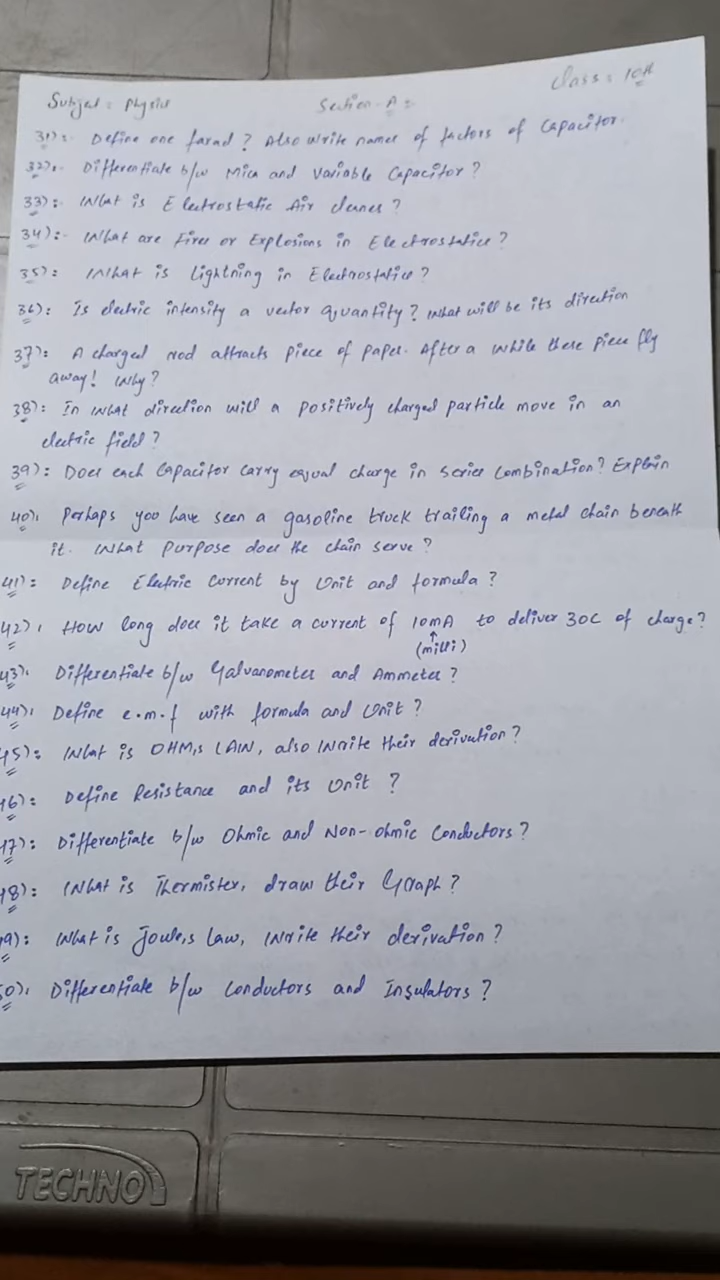 Subject: Physics Section-A:- Class: 10th
31):- Define one farad? Also write names of factors of Capacitor.
32):- Differentiate b/w Mica and Variable Capacitor?
33):- What is Electrostatic Air cleaner?
34):- What are Fires or Explosions in Electrostatics?
35): What is Lightning in Electrostatics?
36): Is electric intensity a vector quantity? What will be its direction
37): A charged rod attracts piece of paper. After a while these piece fly
away! Why?
38): In what direction will a positively charged particle move in an
electric field?
39): Does each Capacitor carry equal charge in series Combination? Explain
40). Perhaps you have seen a gasoline truck trailing a metal chain beneath
it. What purpose does the chain serve?
41): Define Electric Current by Unit and formula?
42). How long does it take a current of 10mA to deliver 30C of charge?
(milli)
43). Differentiate b/w Galvanometer and Ammeter?
44). Define e.m.f with formula and Unit?
45): What is OHM,s LAW, also write their derivation?
46): Define Resistance and its Unit?
47): Differentiate b/w Ohmic and Non-ohmic Conductors?
48): What is Thermister, draw their Graph?
49): What is Joule,s law, write their derivation?
50). Differentiate b/w Conductors and Insulators?
TECHNO